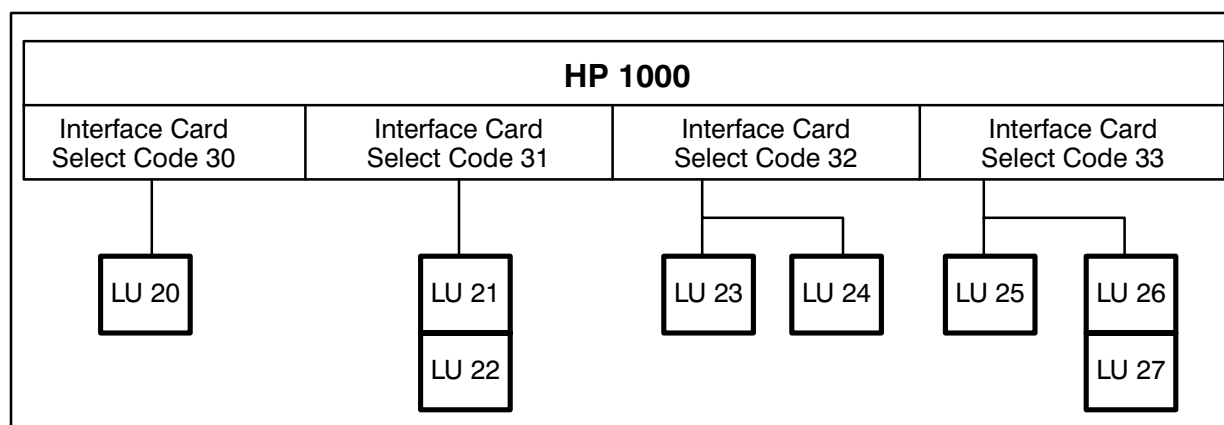 HP 1000
Interface Card
Select Code 30
Interface Card
Select Code 31
Interface Card
Select Code 32
Interface Card
Select Code 33
LU 20
LU 21
LU 23
LU 24
LU 25
LU 26
LU 22
LU 27